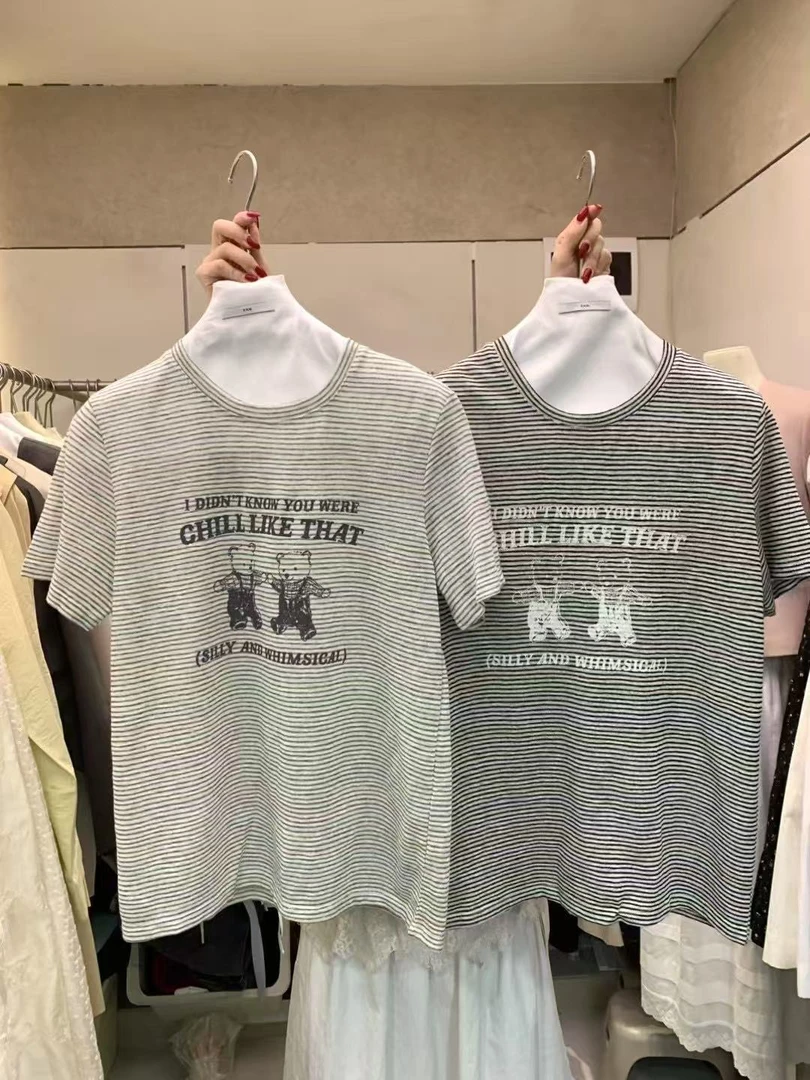 I DIDN'T KNOW YOU WERE
CHILL LIKE THAT
(SILLY AND WHIMSICAL)
I DIDN'T KNOW YOU WERE
CHILL LIKE THAT
(SILLY AND WHIMSICAL)